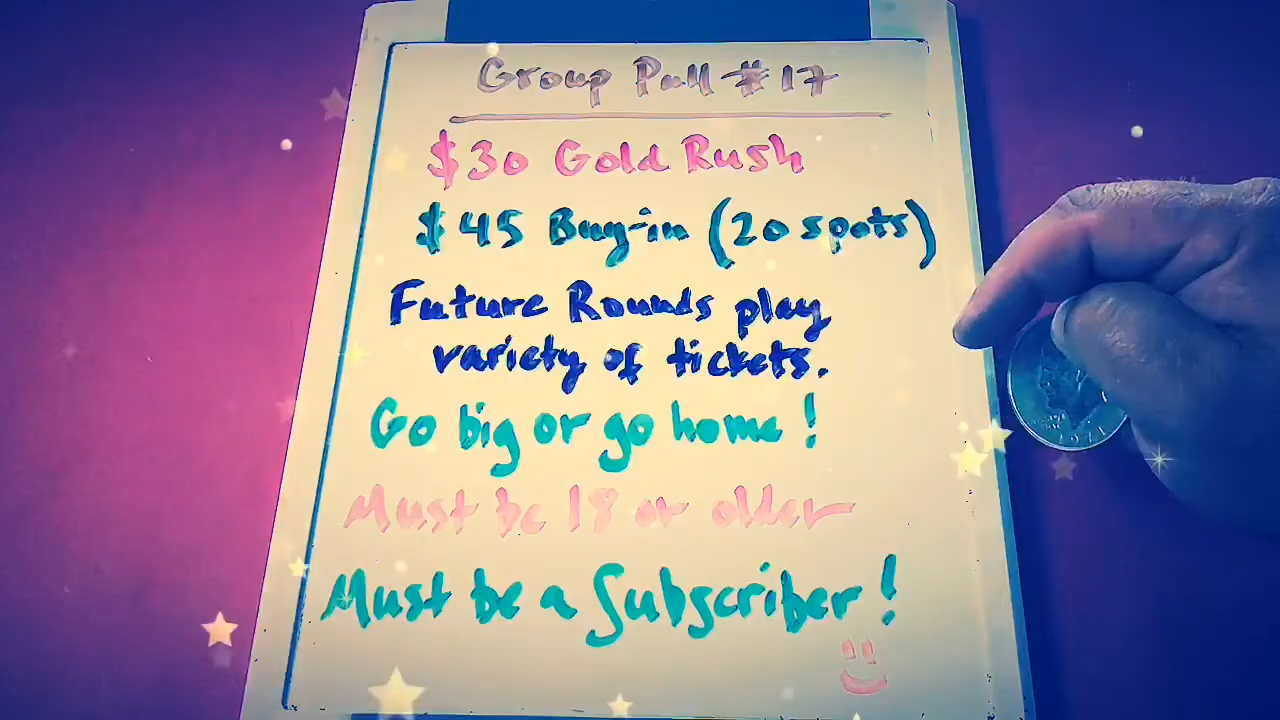 Group Pull #17
$30 Gold Rush
$45 Buy-in (20 spots)
Future Rounds play
variety of tickets.
Go big or go home!
Must be 18 or older
Must be a Subscriber!
1971